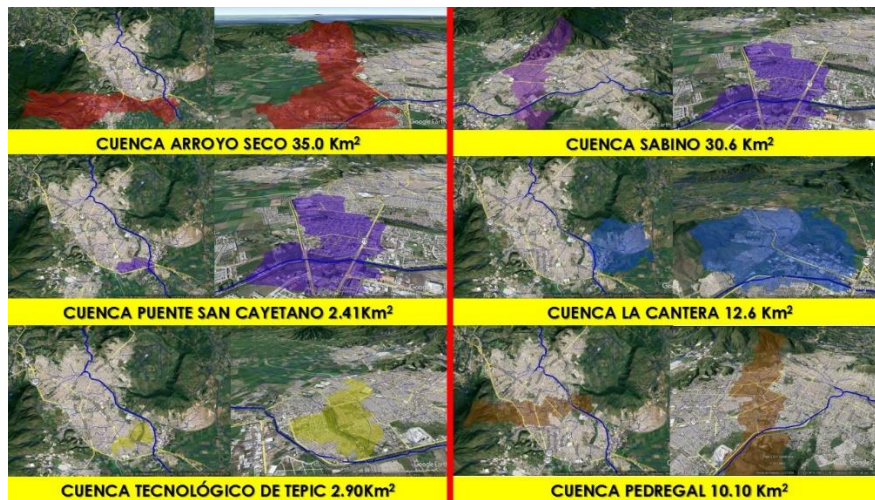 CUENCA ARROYO SECO 35.0 Km²
CUENCA SABINO 30.6 Km²
CUENCA PUENTE SAN CAYETANO 2.41Km²
CUENCA LA CANTERA 12.6 Km²
CUENCA TECNOLÓGICO DE TEPIC 2.90Km²
CUENCA PEDREGAL 10.10 Km²